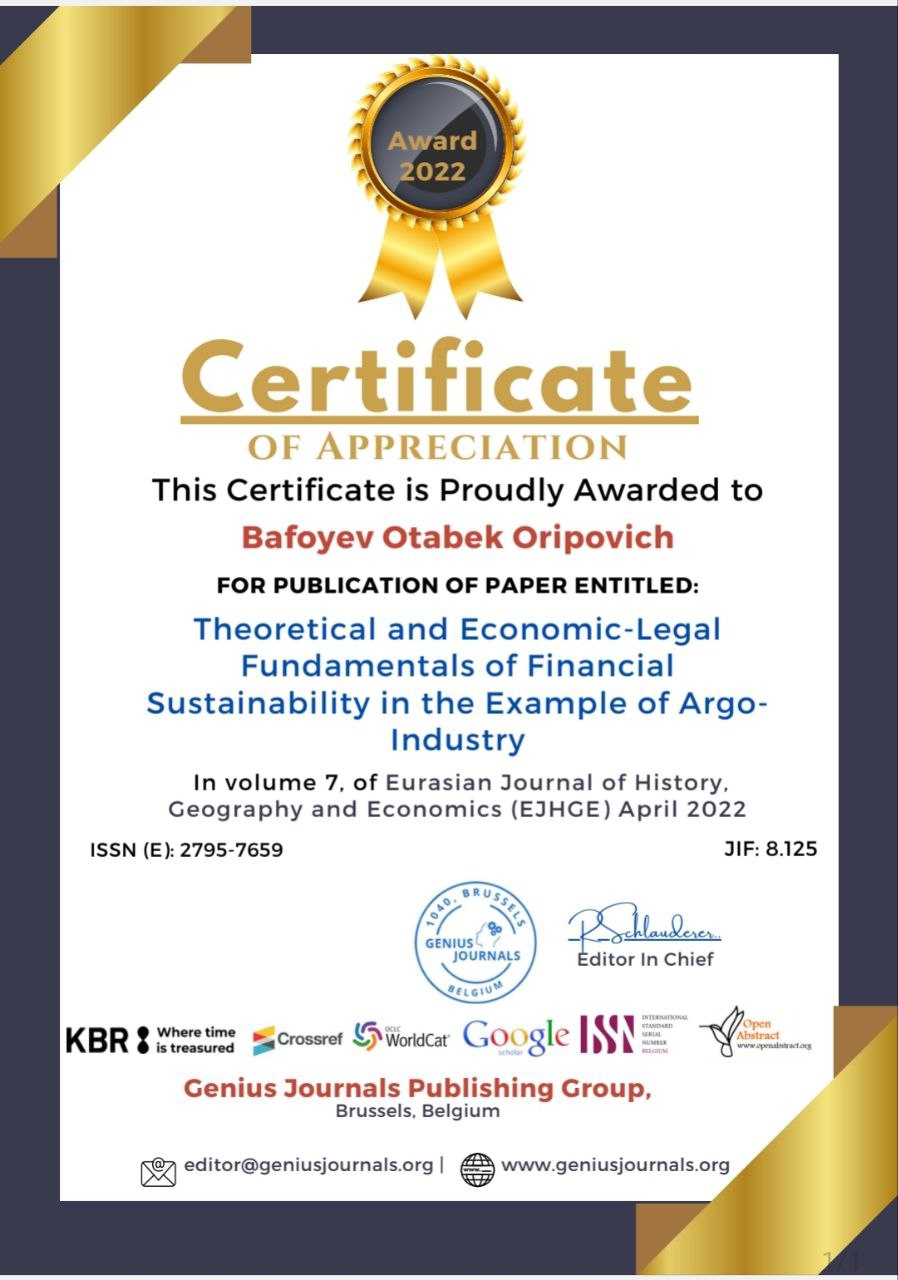 Award
2022
Certificate
OF APPRECIATION
This Certificate is Proudly Awarded to
Bafoyev Otabek Oripovich
FOR PUBLICATION OF PAPER ENTITLED:
Theoretical and Economic-Legal
Fundamentals of Financial
Sustainability in the Example of Argo-
Industry
In volume 7, of Eurasian Journal of History,
Geography and Economics (EJHGE) April 2022
ISSN (E): 2795-7659
JIF: 8.125
1040, BRUSSELS
GENIUS
JOURNALS
BELGIUM
R Schlauderer..
Editor In Chief
KBR
Where time
is treasured
Crossref
OCLC
WorldCat
Google
scholar
ISSN
INTERNATIONAL
STANDARD
SERIAL
NUMBER
BELGIUM
Open
Abstract
www.openabstract.org
Genius Journals Publishing Group,
Brussels, Belgium
editor@geniusjournals.org |
www...
www.geniusjournals.org
1/1